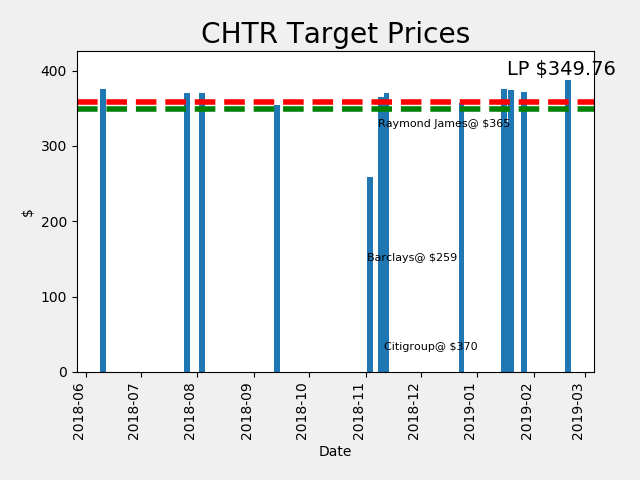 CHTR Target Prices
LP $349.76
400
300
200
100
0
$
Raymond James@ $365
Barclays@ $259
Citigroup@ $370
2018-06
2018-07
2018-08
2018-09
2018-10
2018-11
2018-12
2019-01
2019-02
2019-03
Date